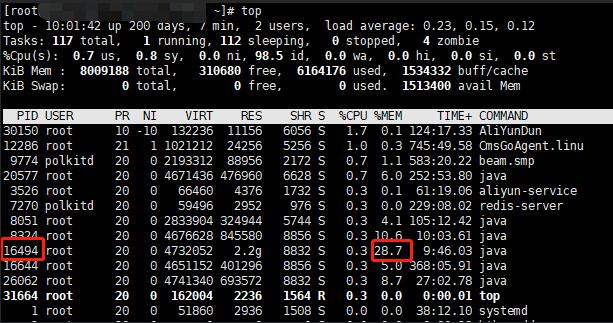 [root ~]# top
top - 10:01:42 up 200 days, 7 min, 2 users, load average: 0.23, 0.15, 0.12
Tasks: 117 total, 1 running, 112 sleeping, 0 stopped, 4 zombie
%Cpu(s): 0.7 us, 0.8 sy, 0.0 ni, 98.5 id, 0.0 wa, 0.0 hi, 0.0 si, 0.0 st
KiB Mem : 8009188 total, 310680 free, 6164176 used, 1534332 buff/cache
KiB Swap: 0 total, 0 free, 0 used. 1513400 avail Mem
PID USER PR NI VIRT RES SHR S %CPU %MEM TIME+ COMMAND
30150 root 10 -10 132236 11156 6056 S 1.7 0.1 124:17.33 AliYunDun
12286 root 21 1 1021212 24256 5256 S 1.0 0.3 745:49.58 CmsGoAgent.linu
9774 polkitd 20 0 2193312 88956 2172 S 0.7 1.1 583:20.22 beam.smp
20577 root 20 0 4671436 476960 6628 S 0.7 6.0 252:53.80 java
3526 root 20 0 66460 4376 1732 S 0.3 0.1 61:19.06 aliyun-service
7270 polkitd 20 0 59496 2952 976 S 0.3 0.0 229:08.02 redis-server
8051 root 20 0 2833904 324944 5744 S 0.3 4.1 105:12.42 java
8324 root 20 0 4676628 845580 8856 S 0.3 10.6 10:03.61 java
16494 root 20 0 4732052 2.2g 8832 S 0.3 28.7 9:46.03 java
16644 root 20 0 4651152 401296 8856 S 0.3 5.0 368:05.91 java
26062 root 20 0 4741340 693572 8832 S 0.3 8.7 27:02.78 java
31664 root 20 0 162004 2236 1564 R 0.3 0.0 0:00.01 top
1 root 20 0 51860 2936 1508 S 0.0 0.0 38:12.10 systemd